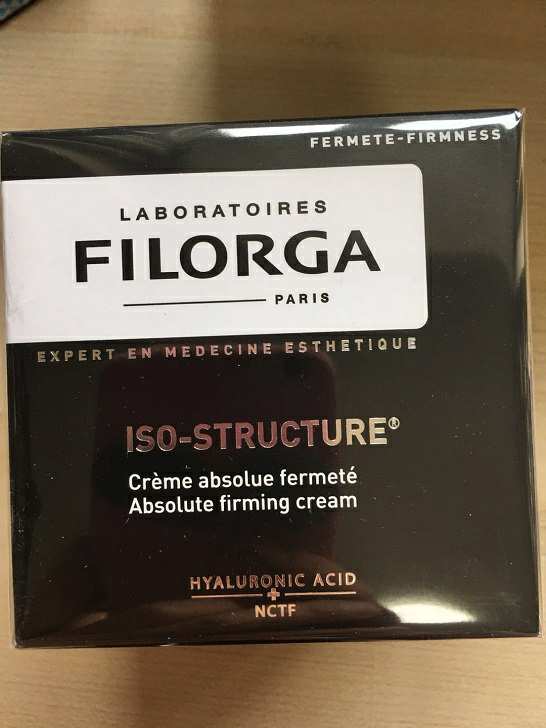 FERMETE-FIRMNESS
LABORATOIRES
FILORGA
PARIS
EXPERT EN MEDECINE ESTHETIQUE
ISO-STRUCTURE®
Crème absolue fermeté
Absolute firming cream
HYALURONIC ACID
+
NCTF